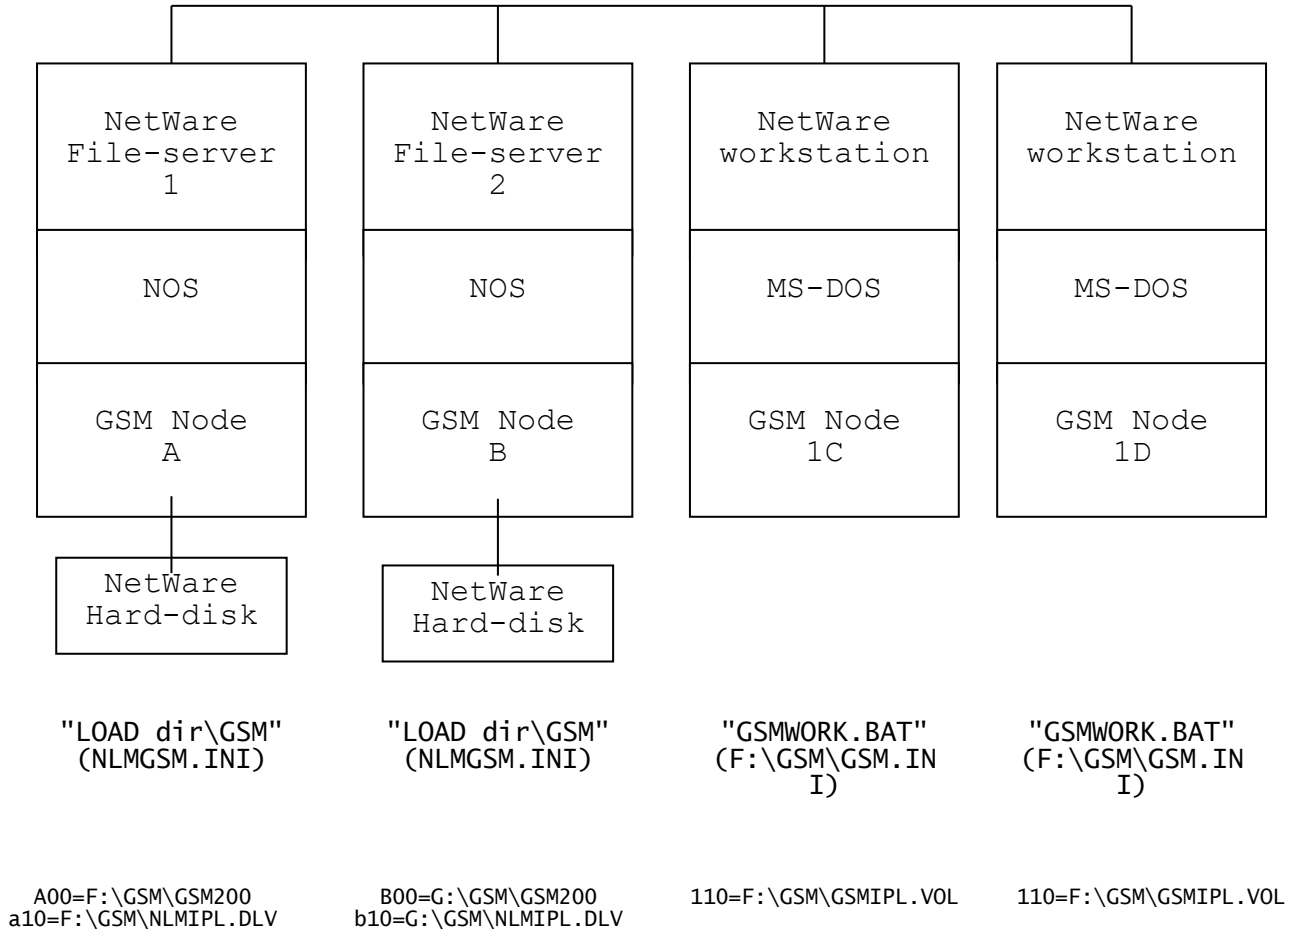 NetWare
File-server
1
NetWare
File-server
2
NetWare
workstation
NetWare
workstation
NOS
NOS
MS-DOS
MS-DOS
GSM Node
A
GSM Node
B
GSM Node
1C
GSM Node
1D
NetWare
Hard-disk
NetWare
Hard-disk
"LOAD dir\GSM"
(NLMGSM.INI)
"LOAD dir\GSM"
(NLMGSM.INI)
"GSMWORK.BAT"
(F:\GSM\GSM.IN
I)
"GSMWORK.BAT"
(F:\GSM\GSM.IN
I)
A00=F:\GSM\GSM200
a10=F:\GSM\NLMIPL.DLV
B00=G:\GSM\GSM200
b10=G:\GSM\NLMIPL.DLV
110=F:\GSM\GSMIPL.VOL
110=F:\GSM\GSMIPL.VOL